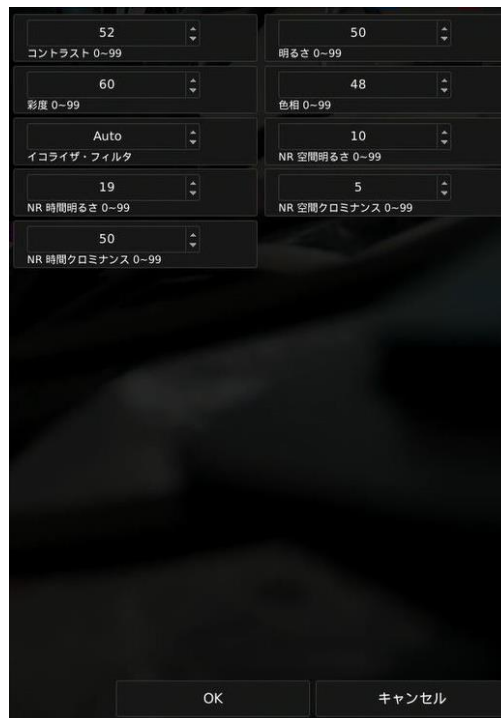 52
コントラスト 0~99
50
明るさ 0~99
60
彩度 0~99
48
色相 0~99
Auto
イコライザ・フィルタ
10
NR 空間明るさ 0~99
19
NR 時間明るさ 0~99
5
NR 空間クロミナンス 0~99
50
NR 時間クロミナンス 0~99
OK
キャンセル